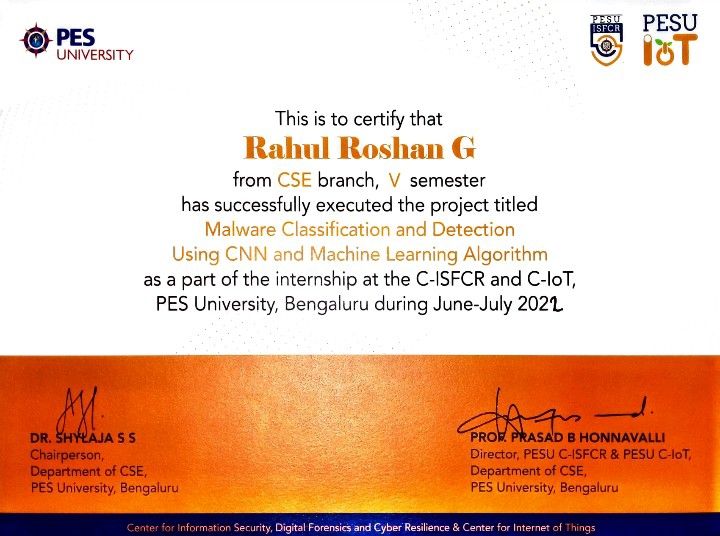 PES
UNIVERSITY
PESU
ISFCR
PESU
IoT
This is to certify that
Rahul Roshan G
from CSE branch, V semester
has successfully executed the project titled
Malware Classification and Detection
Using CNN and Machine Learning Algorithm
as a part of the internship at the C-ISFCR and C-IoT,
PES University, Bengaluru during June-July 2022
DR. SHYLAJA S S
Chairperson,
Department of CSE,
PES University, Bengaluru
PROF. PRASAD B HONNAVALLI
Director, PESU C-ISFCR & PESU C-IoT,
Department of CSE,
PES University, Bengaluru
Center for Information Security, Digital Forensics and Cyber Resilience & Center for Internet of Things